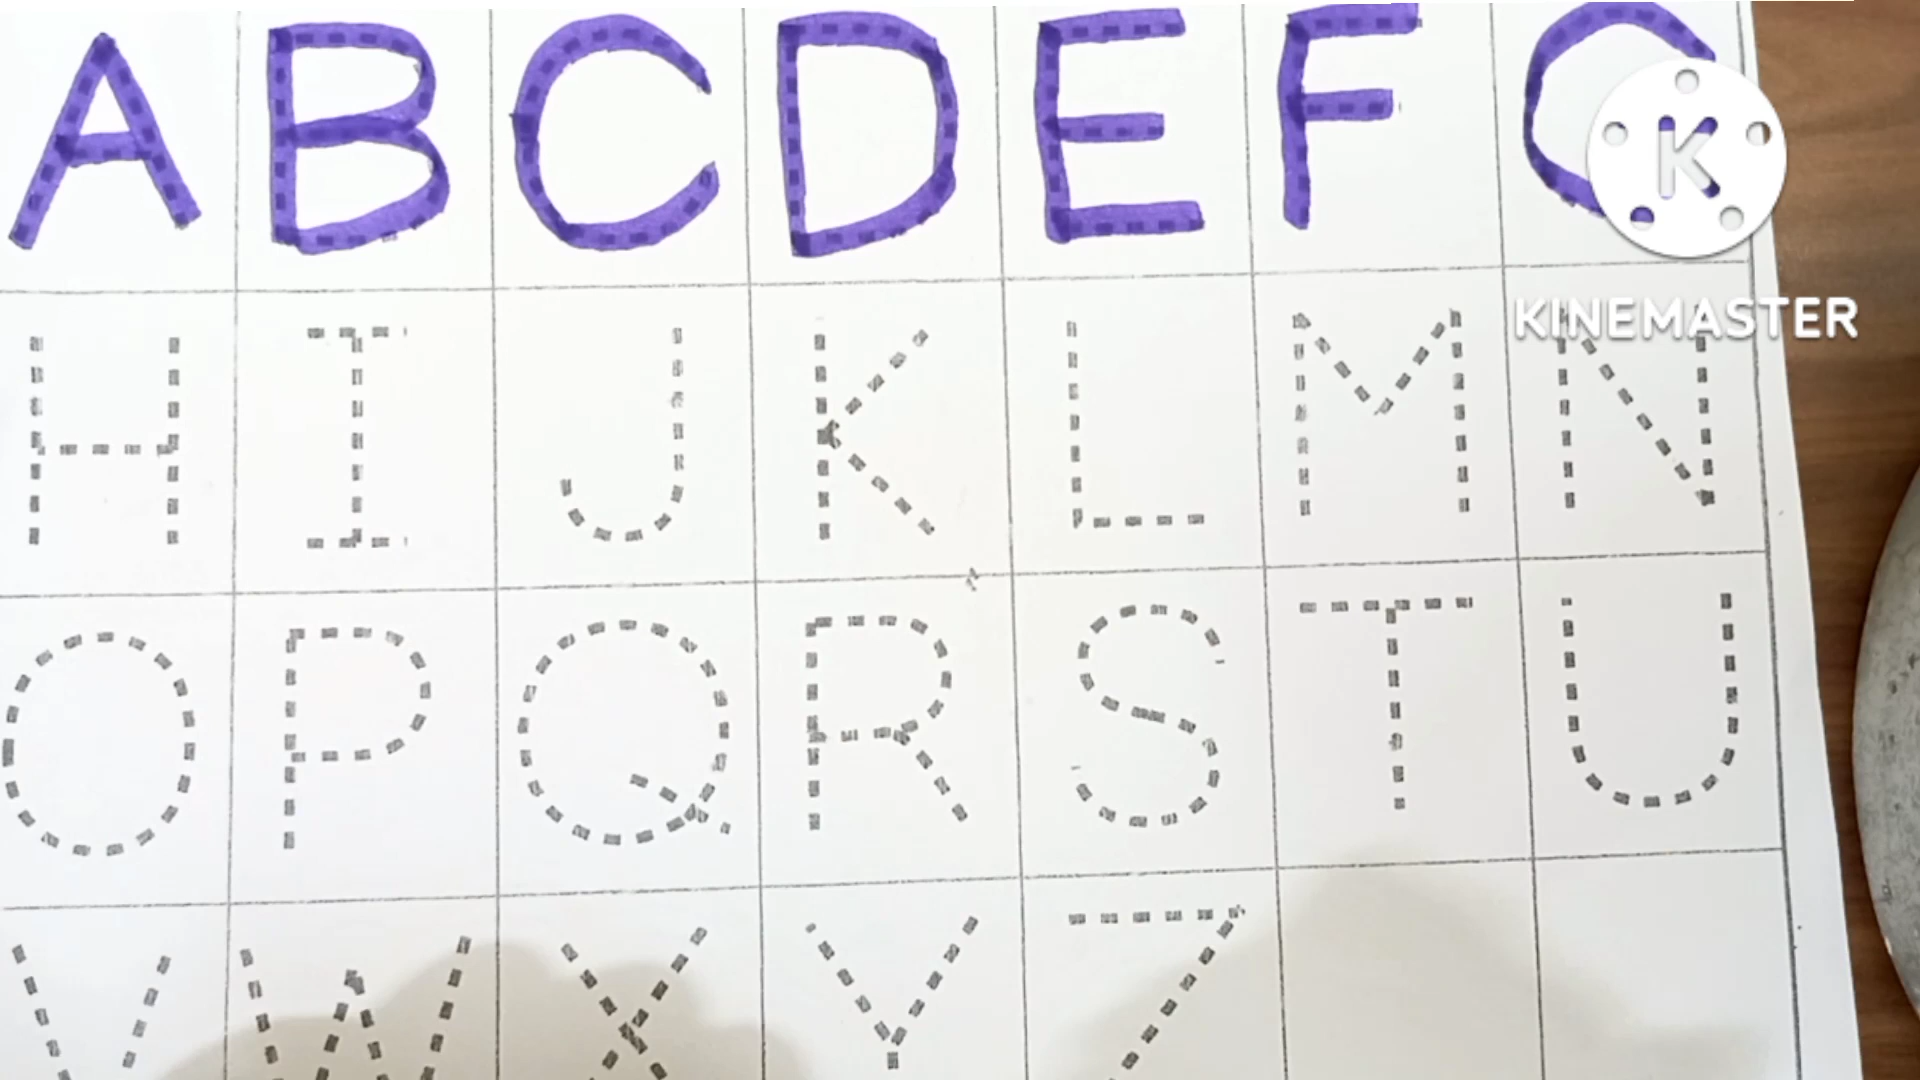 A B C D E F G
H I J K L M N
KINEMASTER
O P Q R S T U
V W X Y Z